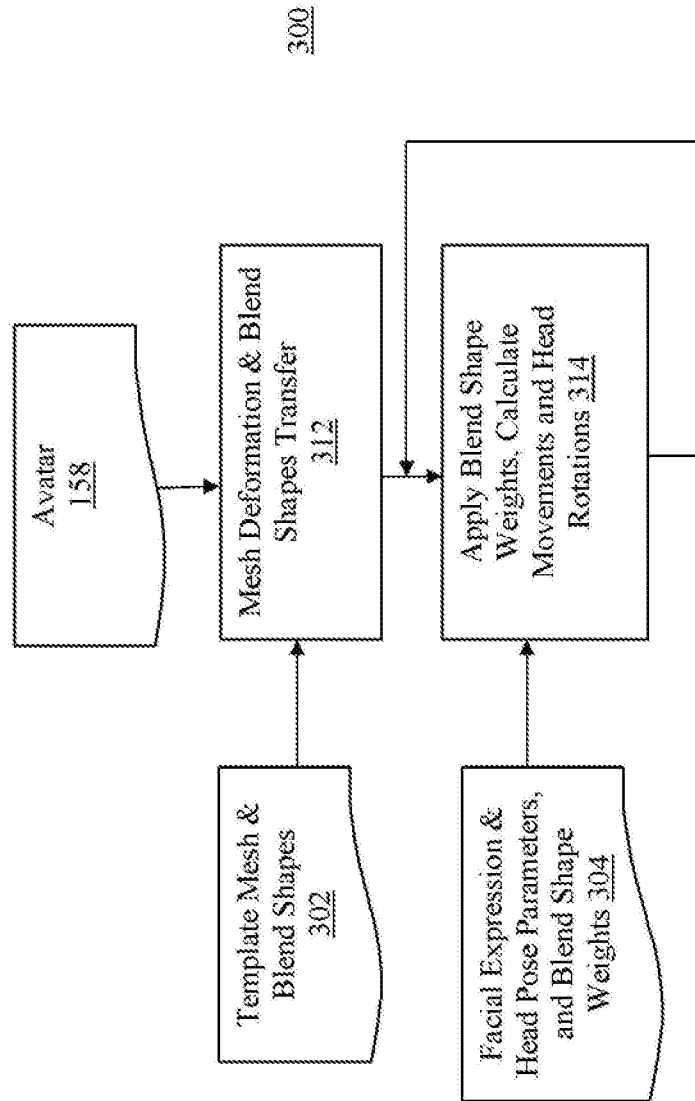 300
Avatar
158
Template Mesh &
Blend Shapes
302
Mesh Deformation & Blend
Shapes Transfer
312
Facial Expression &
Head Pose Parameters,
and Blend Shape
Weights 304
Apply Blend Shape
Weights, Calculate
Movements and Head
Rotations 314